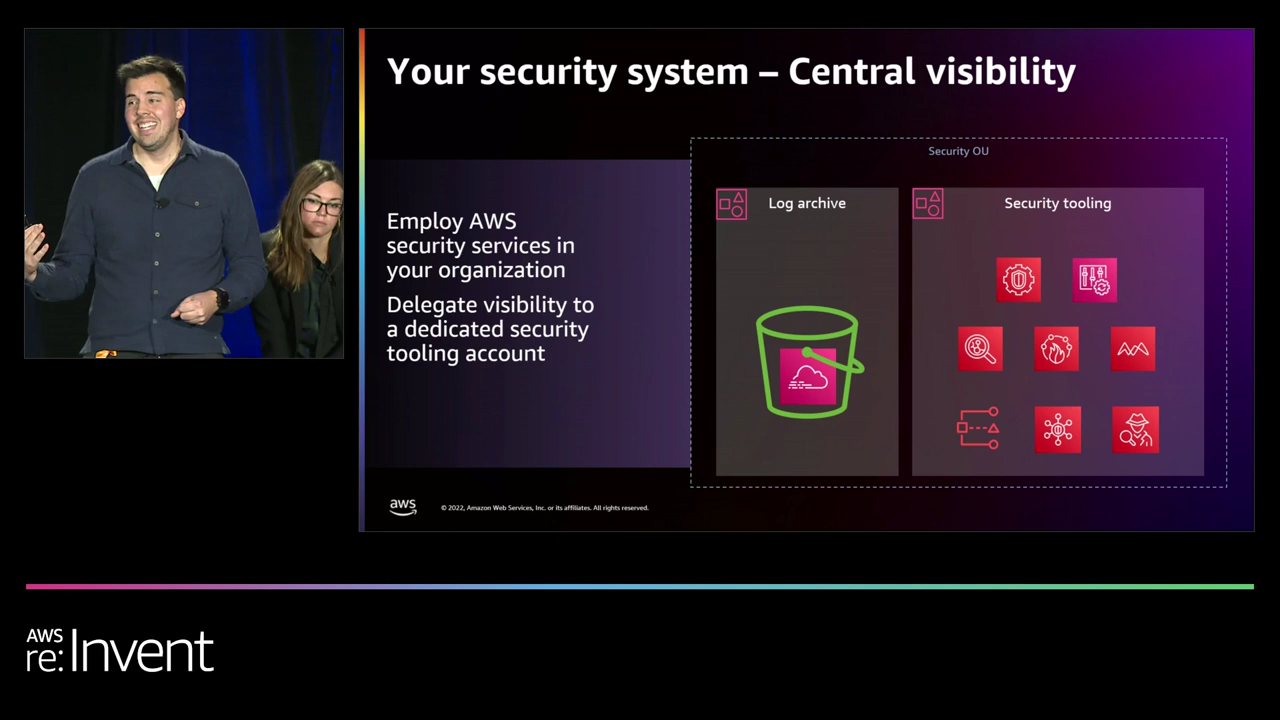 Your security system – Central visibility
Employ AWS
security services in
your organization
Delegate visibility to
a dedicated security
tooling account
Security OU
Log archive
Security tooling
aws
© 2022, Amazon Web Services, Inc. or its affiliates. All rights reserved.
AWS
re:Invent